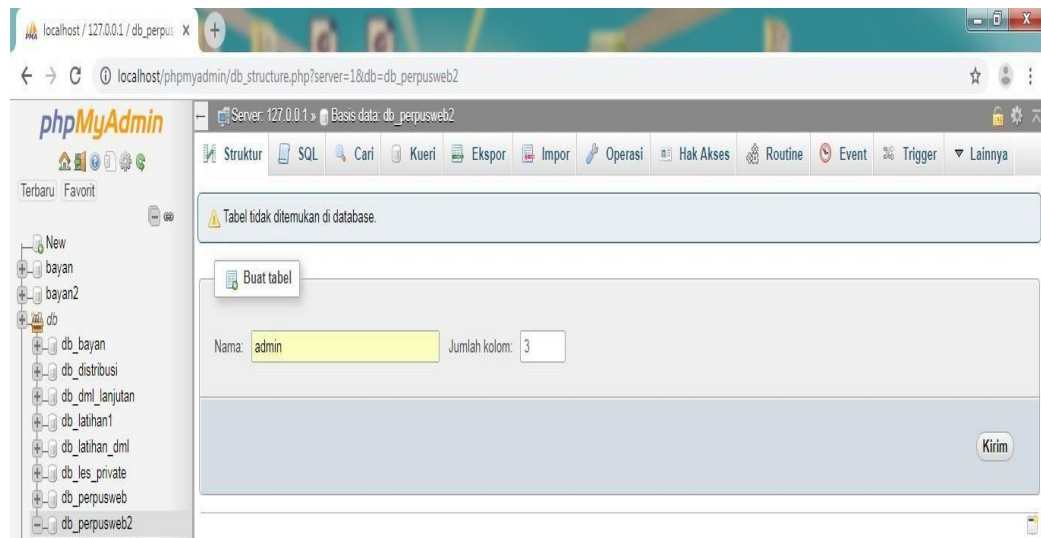 localhost / 127.0.0.1 / db_perpus
localhost/phpmyadmin/db_structure.php?server=1&db=db_perpusweb2
phpMyAdmin
Terbaru Favorit
New
bayan
bayan2
db
db_bayan
db_distribusi
db_dml_lanjutan
db_latihan1
db_latihan_dml
db_les_private
db_perpusweb
db_perpusweb2
Server: 127.0.0.1 » Basis data: db_perpusweb2
Struktur SQL Cari Kueri Ekspor Impor Operasi Hak Akses Routine Event Trigger Lainnya
Tabel tidak ditemukan di database.
Buat tabel
Nama: admin Jumlah kolom: 3
Kirim